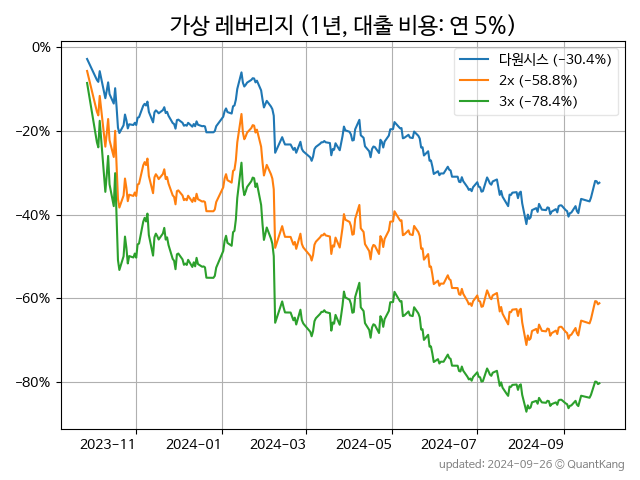 가상 레버리지 (1년, 대출 비용: 연 5%)
0%
−20%
−40%
−60%
−80%
다원시스 (−30.4%)
2x (−58.8%)
3x (−78.4%)
2023−11
2024−01
2024−03
2024−05
2024−07
2024−09
updated: 2024−09−26 © QuantKang